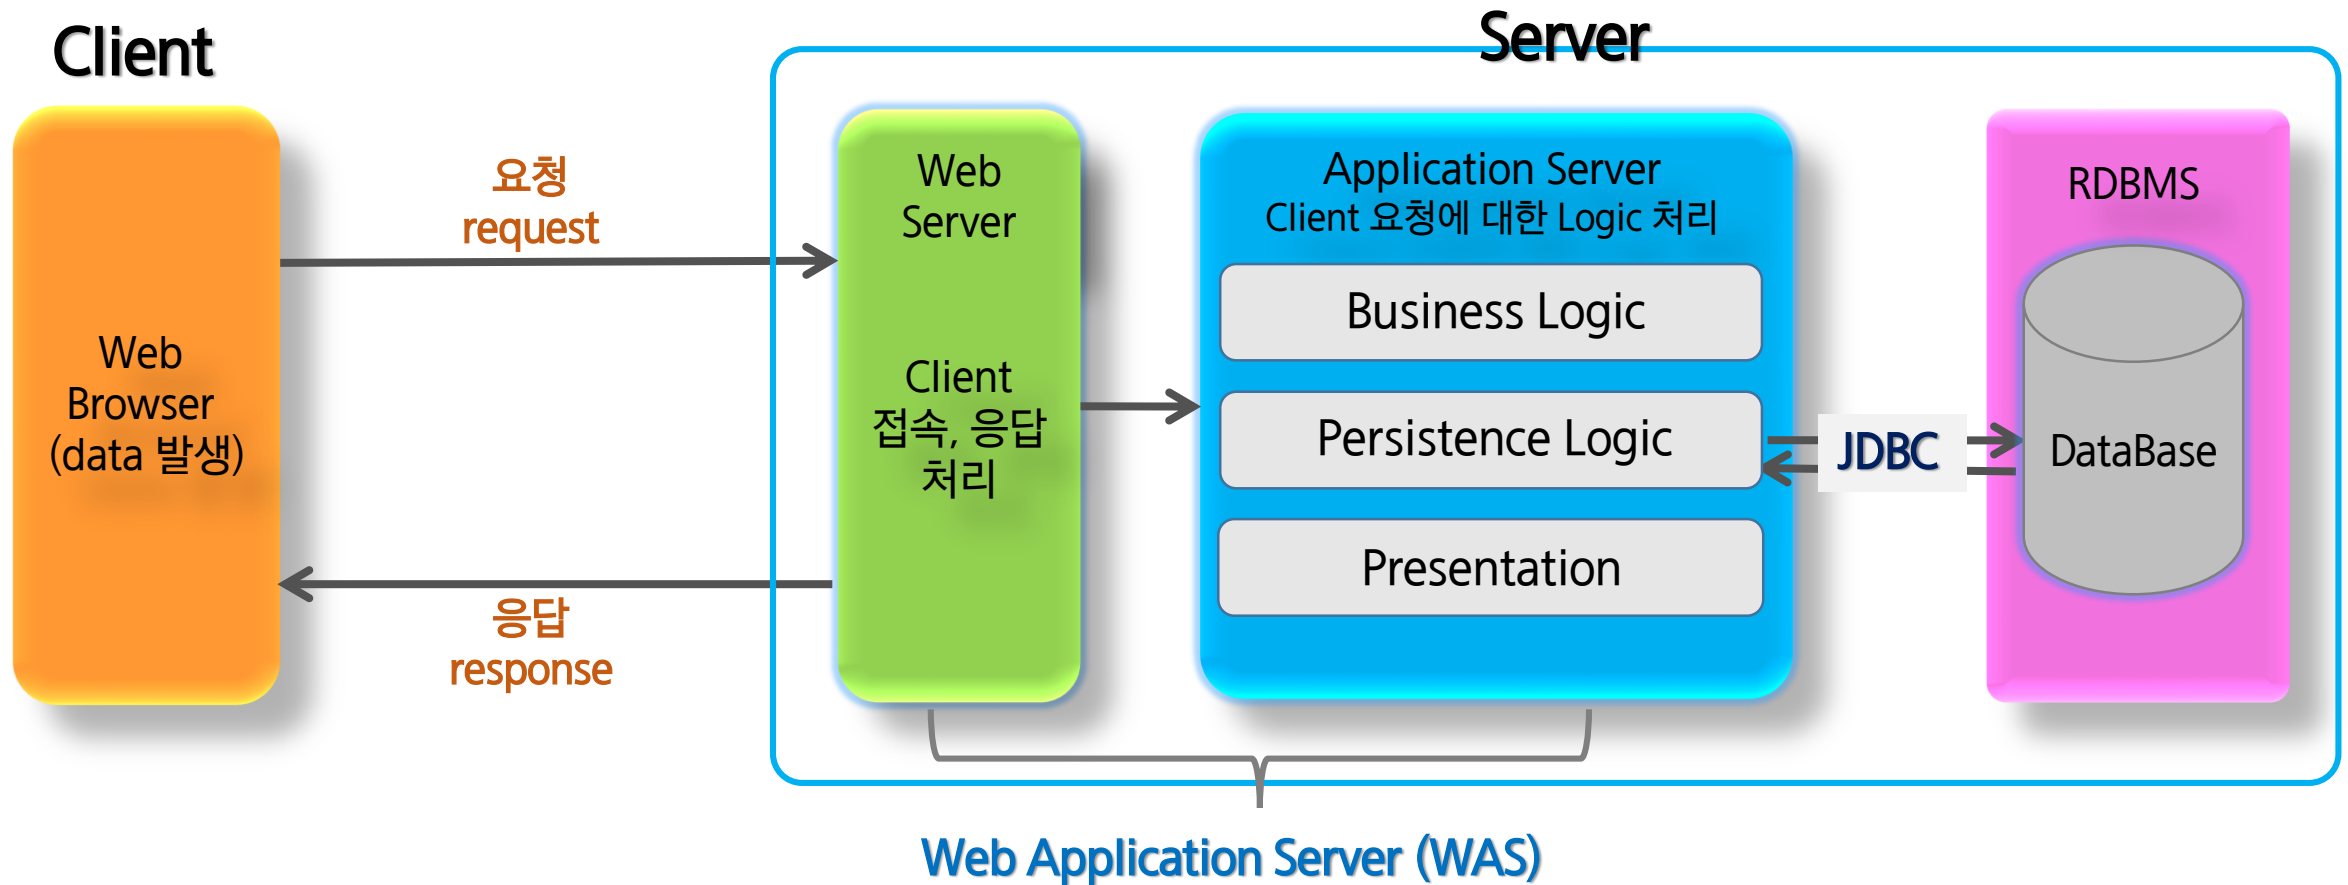 Client
Server
Web
Browser
(data 발생)
요청
request
응답
response
Web
Server
Client
접속, 응답
처리
Application Server
Client 요청에 대한 Logic 처리
Business Logic
Persistence Logic
Presentation
JDBC
RDBMS
DataBase
Web Application Server (WAS)